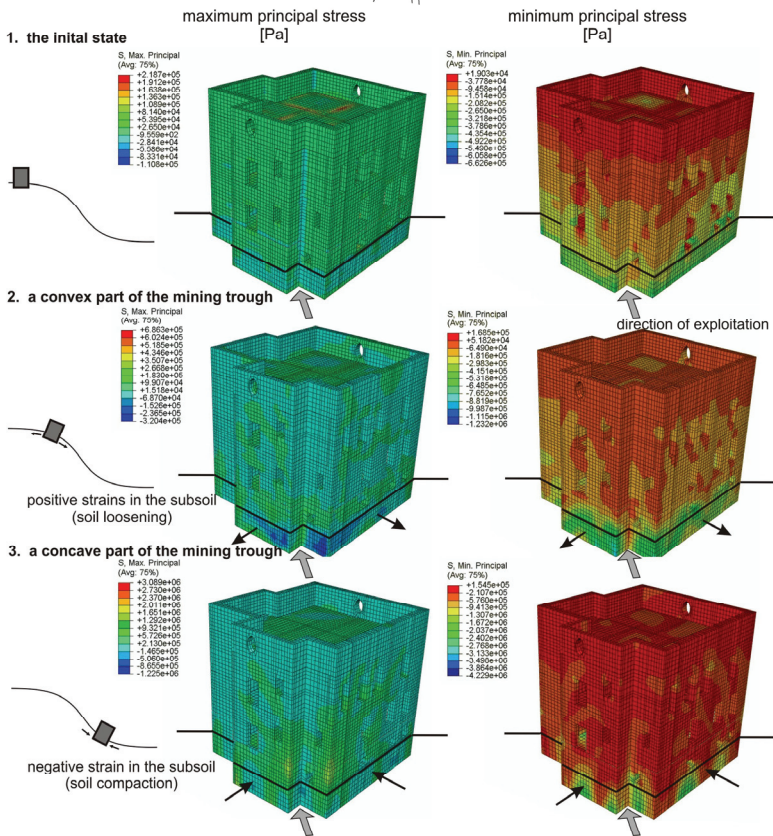 maximum principal stress
[Pa]
minimum principal stress
[Pa]
1. the inital state
S, Max. Principal
(Avg: 75%)
+2.187e+05
+1.912e+05
+1.638e+05
+1.363e+05
+1.089e+05
+8.140e+04
+5.395e+04
+2.650e+04
-9.559e+02
-2.841e+04
-5.586e+04
-8.331e+04
-1.108e+05
S, Min. Principal
(Avg: 75%)
+1.903e+04
-3.778e+04
-9.458e+04
-1.514e+05
-2.082e+05
-2.650e+05
-3.218e+05
-3.786e+05
-4.354e+05
-4.922e+05
-5.490e+05
-6.058e+05
-6.626e+05
2. a convex part of the mining trough
S, Max. Principal
(Avg: 75%)
+6.863e+05
+6.024e+05
+5.185e+05
+4.346e+05
+3.507e+05
+2.668e+05
+1.830e+05
+9.907e+04
+1.518e+04
-6.870e+04
-1.526e+05
-2.365e+05
-3.204e+05
S, Min. Principal
(Avg: 75%)
+1.685e+05
+5.182e+04
-6.490e+04
-1.816e+05
-2.983e+05
-4.151e+05
-5.318e+05
-6.485e+05
-7.652e+05
-8.819e+05
-9.987e+05
-1.115e+06
-1.232e+06
direction of exploitation
positive strains in the subsoil
(soil loosening)
3. a concave part of the mining trough
S, Max. Principal
(Avg: 75%)
+3.089e+06
+2.730e+06
+2.370e+06
+2.011e+06
+1.651e+06
+1.292e+06
+9.321e+05
+5.726e+05
+2.130e+05
-1.465e+05
-5.060e+05
-8.655e+05
-1.225e+06
S, Min. Principal
(Avg: 75%)
+1.545e+05
-2.107e+05
-5.760e+05
-9.413e+05
-1.307e+06
-1.672e+06
-2.037e+06
-2.402e+06
-2.768e+06
-3.133e+06
-3.498e+06
-3.864e+06
-4.229e+06
negative strain in the subsoil
(soil compaction)